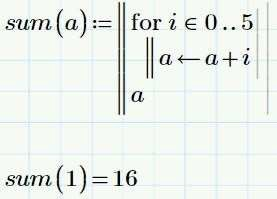 sum(a):=‖for i ∈ 0..5
‖a←a+i
a
sum(1)=16